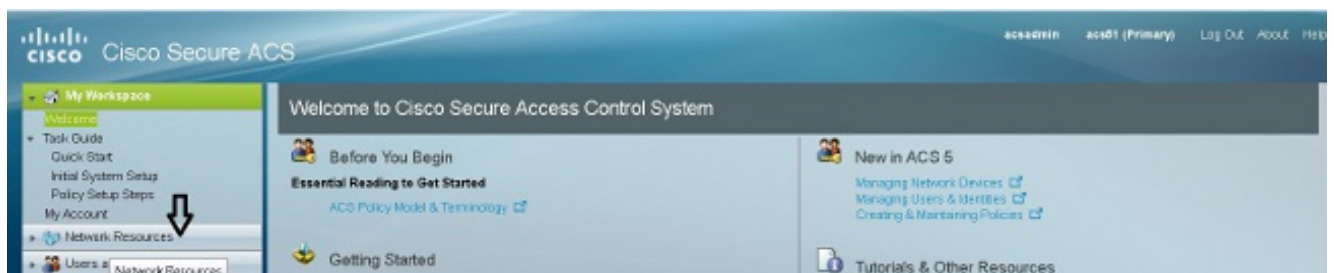 cisco Cisco Secure ACS
acsadmin acs01 (Primary) Log Out About Help
My Workspace
Welcome
Task Guide
Quick Start
Initial System Setup
Policy Setup Steps
My Account
Network Resources
Users a
Network Resources
Welcome to Cisco Secure Access Control System
Before You Begin
Essential Reading to Get Started
ACS Policy Model & Terminology
Getting Started
New in ACS 5
Managing Network Devices
Managing Users & Identities
Creating & Maintaining Policies
Tutorials & Other Resources